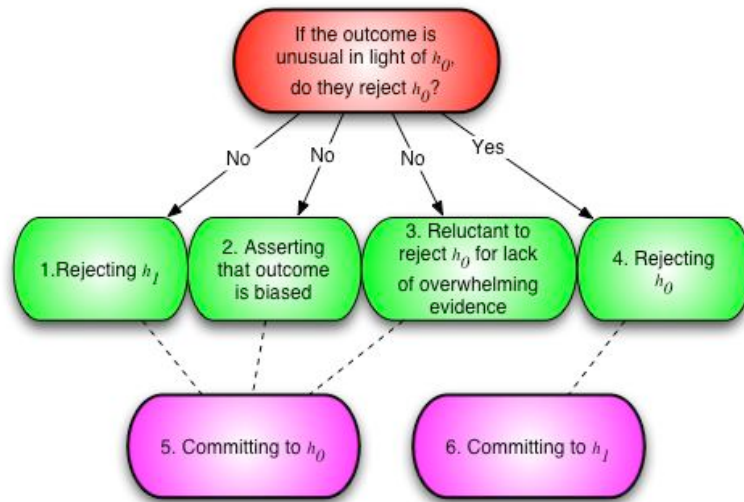 If the outcome is
unusual in light of h0,
do they reject h0?
No
No
No
Yes
1.Rejecting h1
2. Asserting
that outcome
is biased
3. Reluctant to
reject h0 for lack
of overwhelming
evidence
4. Rejecting
h0
5. Committing to h0
6. Committing to h1